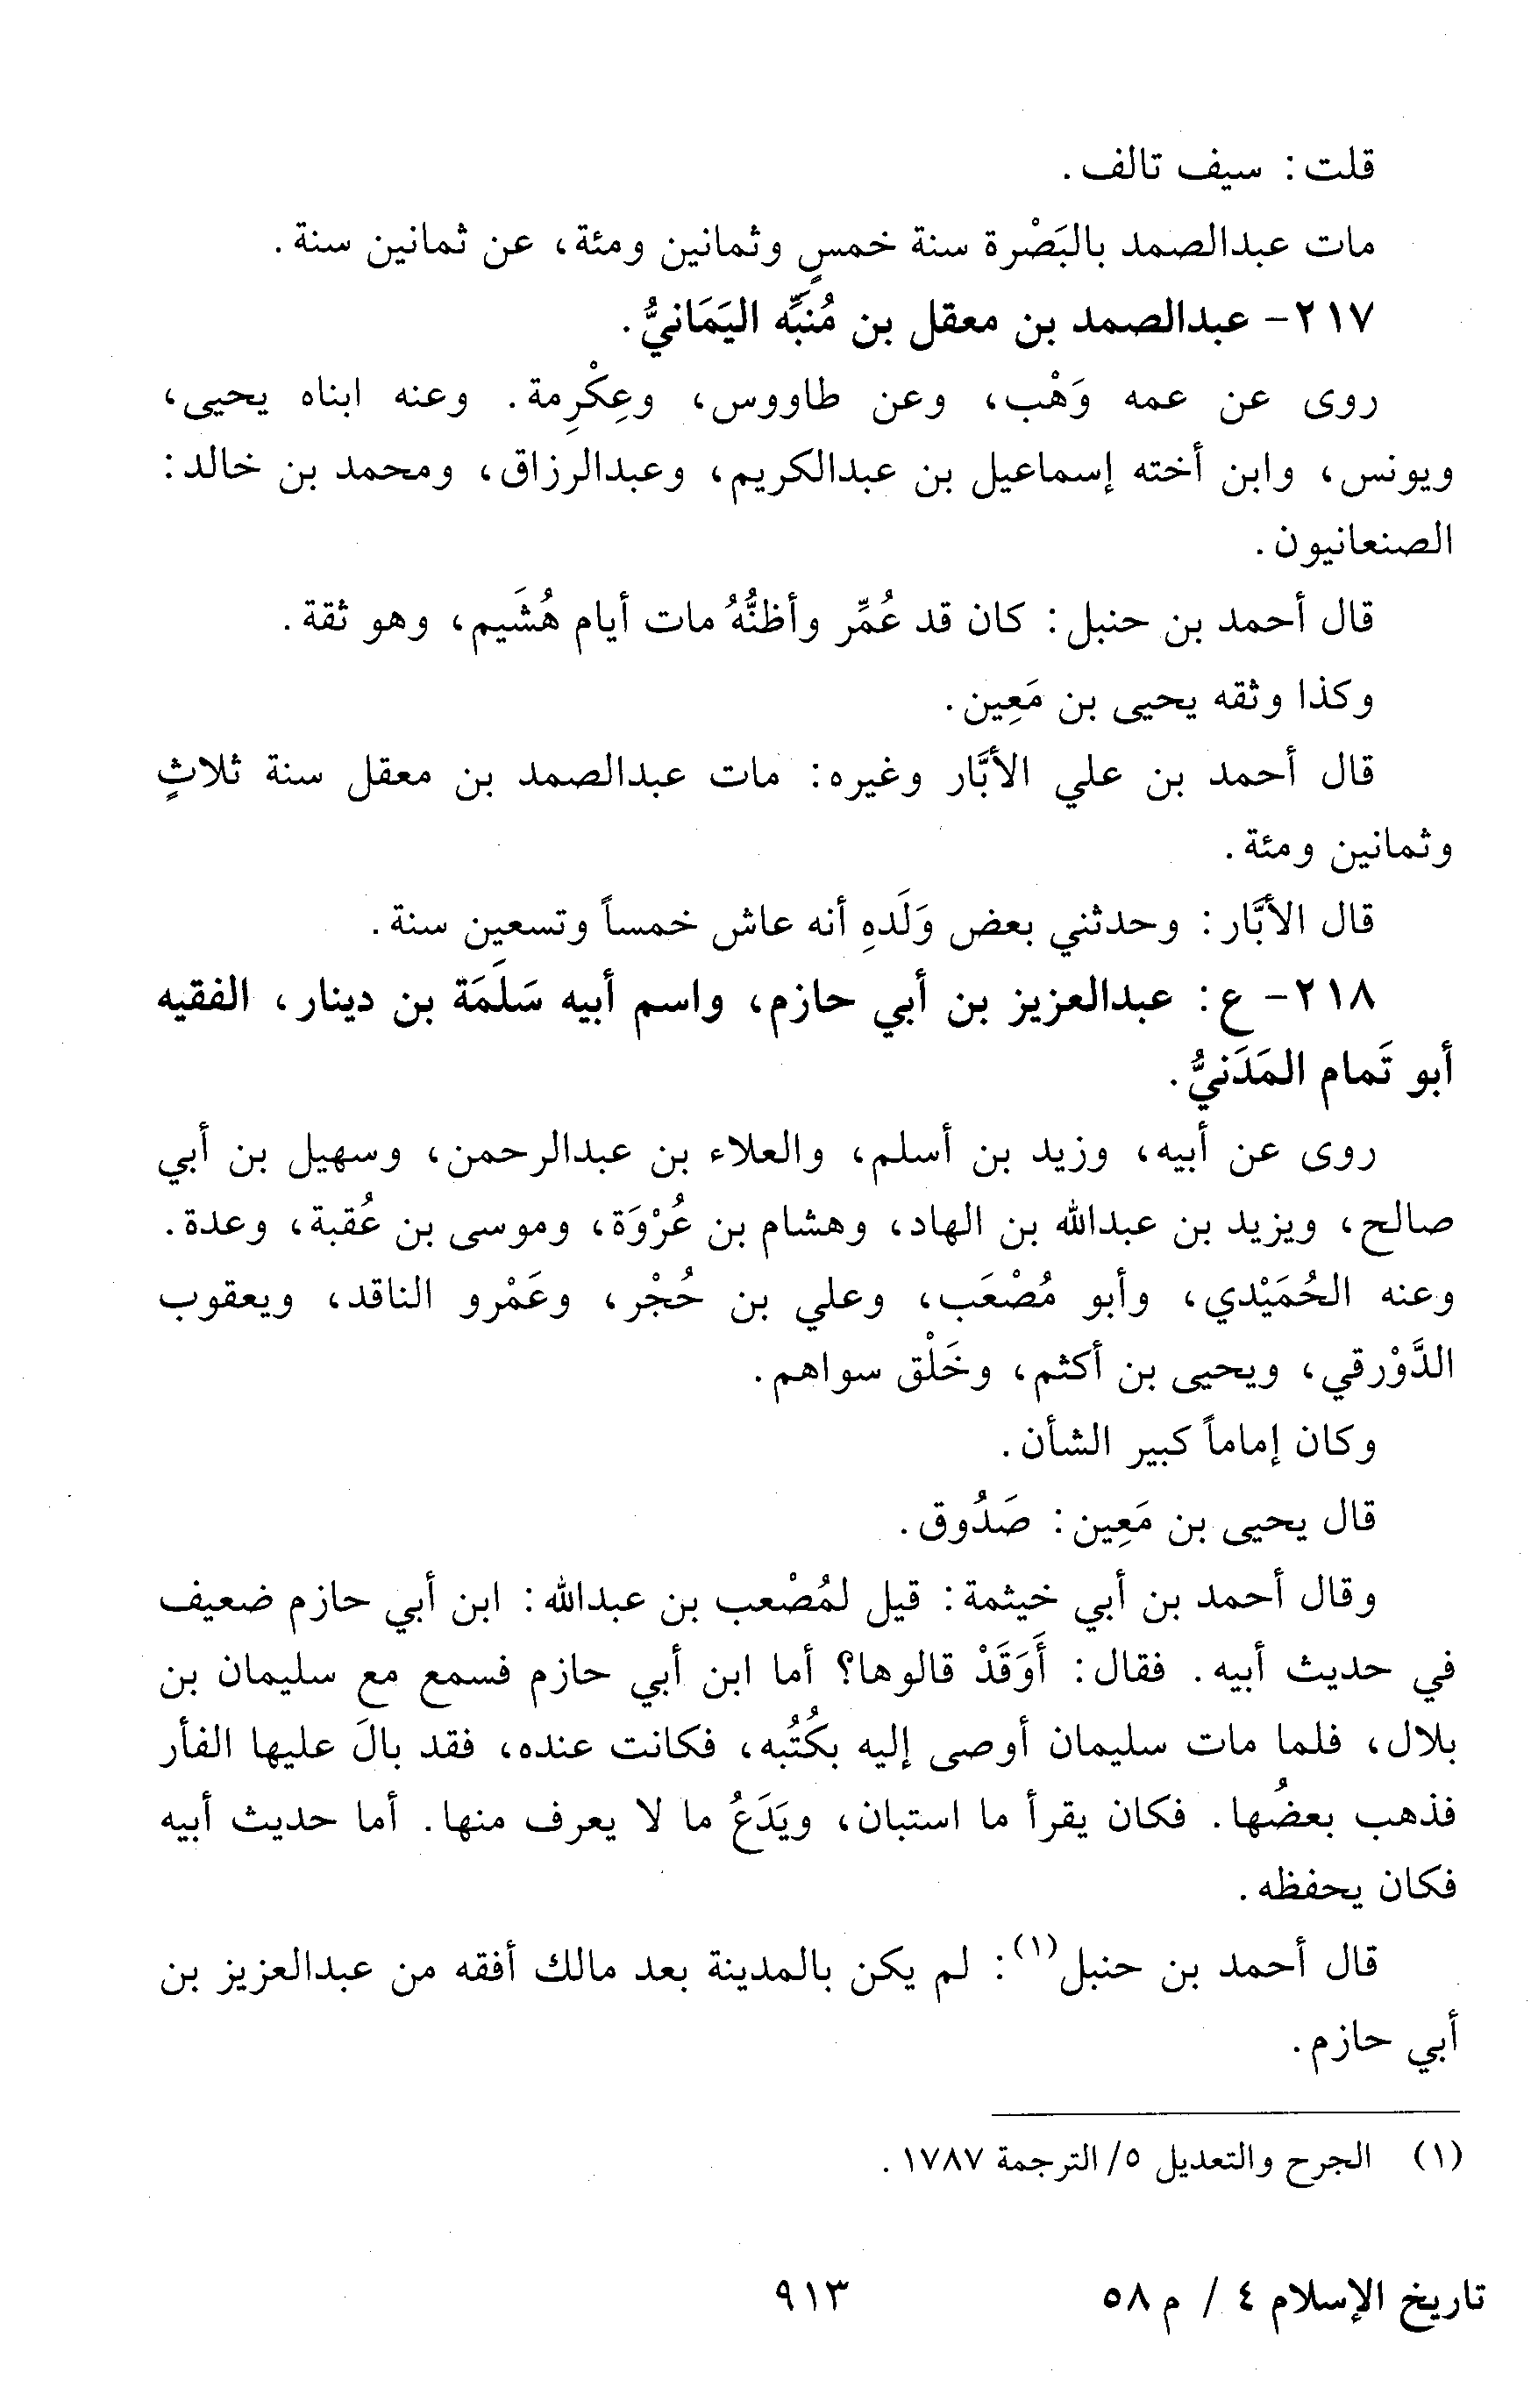 قلت: سيف تالف.
مات عبدالصمد بالبَصْرة سنة خمسٍ وثمانين ومئة، عن ثمانين سنة.
٢١٧- عبدالصمد بن معقل بن مُنَبِّه اليَمَانيُّ.
روى عن عمه وَهْب، وعن طاووس، وعِكْرِمة. وعنه ابناه يحيى،
ويونس، وابن أخته إسماعيل بن عبدالكريم، وعبدالرزاق، ومحمد بن خالد:
الصنعانيون.
قال أحمد بن حنبل: كان قد عُمِّر وأظنُّهُ مات أيام هُشَيم، وهو ثقة.
وكذا وثقه يحيى بن مَعِين.
قال أحمد بن علي الأبَّار وغيره: مات عبدالصمد بن معقل سنة ثلاثٍ
وثمانين ومئة.
قال الأبَّار: وحدثني بعض وَلَدهِ أنه عاش خمساً وتسعين سنة.
٢١٨- ع: عبدالعزيز بن أبي حازم، واسم أبيه سَلَمَة بن دينار، الفقيه
أبو تَمام المَدَنيُّ.
روى عن أبيه، وزيد بن أسلم، والعلاء بن عبدالرحمن، وسهيل بن أبي
صالح، ويزيد بن عبدالله بن الهاد، وهشام بن عُرْوَة، وموسى بن عُقبة، وعدة.
وعنه الحُمَيْدي، وأبو مُصْعَب، وعلي بن حُجْر، وعَمْرو الناقد، ويعقوب
الدَّوْرقي، ويحيى بن أكثم، وخَلْق سواهم.
وكان إماماً كبير الشأن.
قال يحيى بن مَعِين: صَدُوق.
وقال أحمد بن أبي خيثمة: قيل لمُصْعب بن عبدالله: ابن أبي حازم ضعيف
في حديث أبيه. فقال: أَوَقَدْ قالوها؟ أما ابن أبي حازم فسمع مع سليمان بن
بلال، فلما مات سليمان أوصى إليه بكُتُبه، فكانت عنده، فقد بالَ عليها الفأر
فذهب بعضُها. فكان يقرأ ما استبان، ويَدَعُ ما لا يعرف منها. أما حديث أبيه
فكان يحفظه.
قال أحمد بن حنبل(١): لم يكن بالمدينة بعد مالك أفقه من عبدالعزيز بن
أبي حازم.
(١) الجرح والتعديل ٥/ الترجمة ١٧٨٧.
تاريخ الإسلام ٤ / م ٥٨ ٩١٣